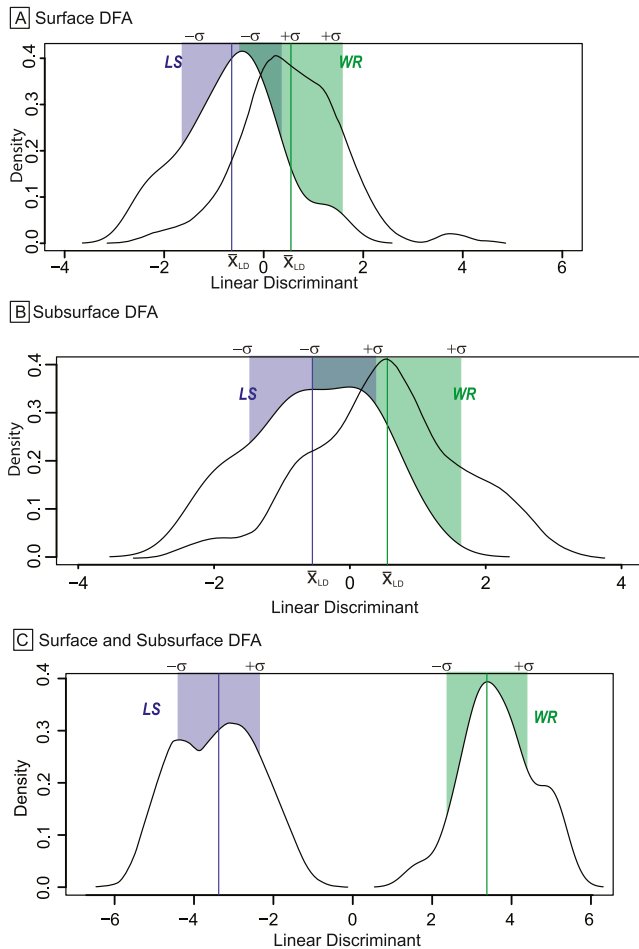 A Surface DFA
−σ −σ +σ +σ
LS WR
Density
0.0 0.1 0.2 0.3 0.4
−4 −2 0 2 4 6
X̅LD X̅LD
Linear Discriminant
B Subsurface DFA
−σ −σ +σ +σ
LS WR
Density
0.0 0.1 0.2 0.3 0.4
−4 −2 0 2 4
X̅LD X̅LD
Linear Discriminant
C Surface and Subsurface DFA
−σ +σ −σ +σ
LS WR
Density
0.0 0.1 0.2 0.3 0.4
−6 −4 −2 0 2 4 6
Linear Discriminant